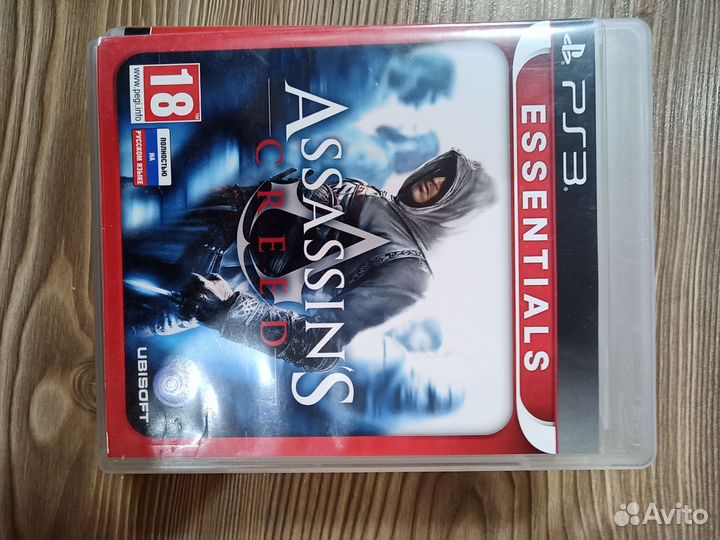 PS3
ESSENTIALS
ASSASSIN'S
CREED
18
www.pegi.info
ПОЛНОСТЬЮ
НА
РУССКОМ ЯЗЫКЕ
UBISOFT
Avito